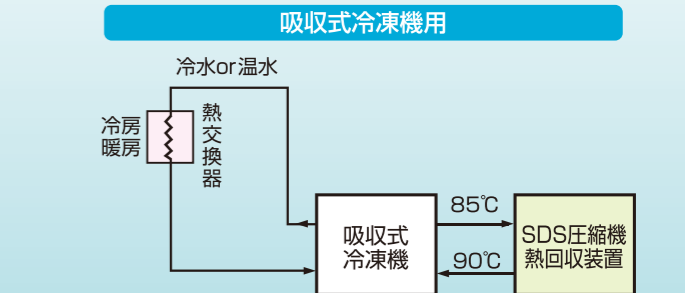 吸収式冷凍機用
冷水or温水
冷房
暖房
熱交換器
吸収式
冷凍機
85℃
90℃
SDS圧縮機
熱回収装置